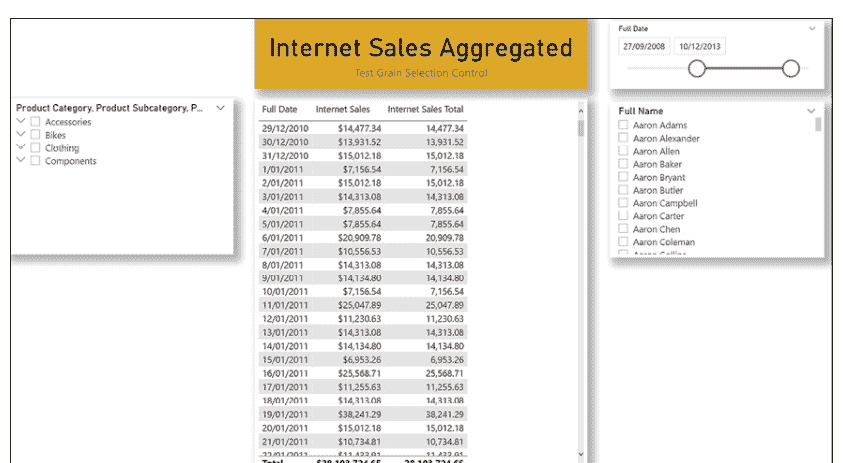 Internet Sales Aggregated
Test Grain Selection Control
Full Date
27/09/2008 10/12/2013
Product Category, Product Subcategory, P...
Accessories
Bikes
Clothing
Components
Full Date Internet Sales Internet Sales Total
29/12/2010 $14,477.34 14,477.34
30/12/2010 $13,931.52 13,931.52
31/12/2010 $15,012.18 15,012.18
1/01/2011 $7,156.54 7,156.54
2/01/2011 $15,012.18 15,012.18
3/01/2011 $14,313.08 14,313.08
4/01/2011 $7,855.64 7,855.64
5/01/2011 $7,855.64 7,855.64
6/01/2011 $20,909.78 20,909.78
7/01/2011 $10,556.53 10,556.53
8/01/2011 $14,313.08 14,313.08
9/01/2011 $14,134.80 14,134.80
10/01/2011 $7,156.54 7,156.54
11/01/2011 $25,047.89 25,047.89
12/01/2011 $11,230.63 11,230.63
13/01/2011 $14,313.08 14,313.08
14/01/2011 $14,134.80 14,134.80
15/01/2011 $6,953.26 6,953.26
16/01/2011 $25,568.71 25,568.71
17/01/2011 $11,255.63 11,255.63
18/01/2011 $14,313.08 14,313.08
19/01/2011 $38,241.29 38,241.29
20/01/2011 $15,012.18 15,012.18
21/01/2011 $10,734.81 10,734.81
22/01/2011 $11,433.91 11,433.91
Total
Full Name
Aaron Adams
Aaron Alexander
Aaron Allen
Aaron Baker
Aaron Bryant
Aaron Butler
Aaron Campbell
Aaron Carter
Aaron Chen
Aaron Coleman
Aaron Collins